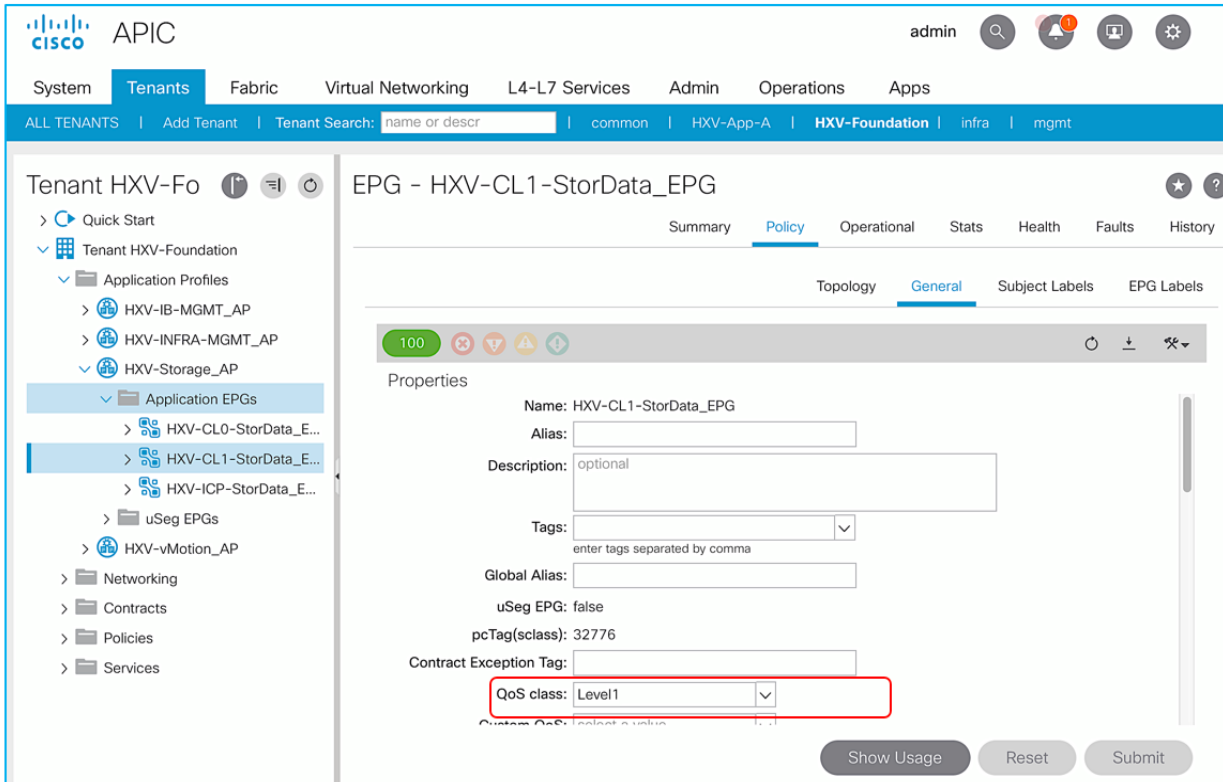 CISCO APIC admin 1
System Tenants Fabric Virtual Networking L4-L7 Services Admin Operations Apps
ALL TENANTS | Add Tenant | Tenant Search: name or descr | common | HXV-App-A | HXV-Foundation | infra | mgmt
Tenant HXV-Fo
Quick Start
Tenant HXV-Foundation
Application Profiles
HXV-IB-MGMT_AP
HXV-INFRA-MGMT_AP
HXV-Storage_AP
Application EPGs
HXV-CL0-StorData_E...
HXV-CL1-StorData_E...
HXV-ICP-StorData_E...
uSeg EPGs
HXV-vMotion_AP
Networking
Contracts
Policies
Services
EPG - HXV-CL1-StorData_EPG ?
Summary Policy Operational Stats Health Faults History
Topology General Subject Labels EPG Labels
100
Properties
Name: HXV-CL1-StorData_EPG
Alias:
Description: optional
Tags:
enter tags separated by comma
Global Alias:
uSeg EPG: false
pcTag(sclass): 32776
Contract Exception Tag:
QoS class: Level1
Custom QoS: select a value
Show Usage Reset Submit